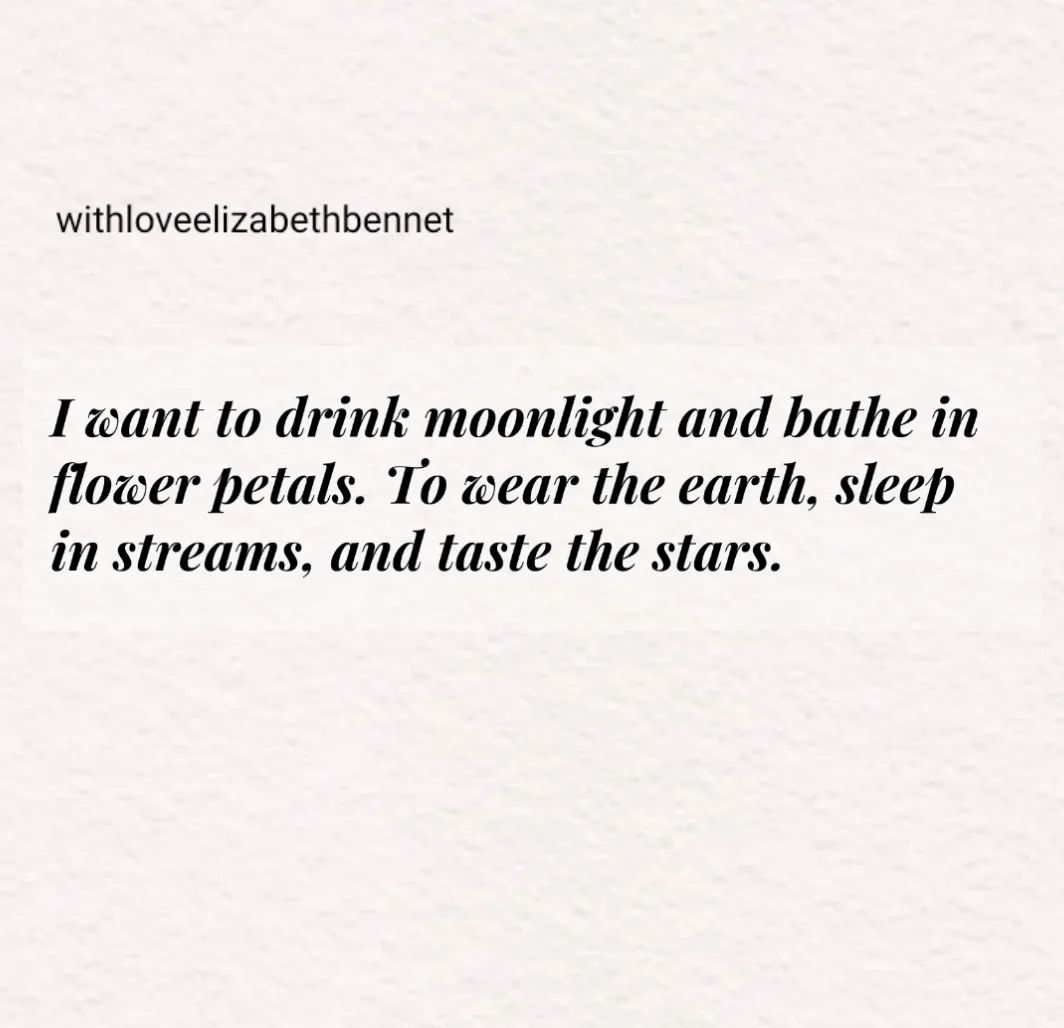 withloveelizabethbennet
I want to drink moonlight and bathe in
flower petals. To wear the earth, sleep
in streams, and taste the stars.